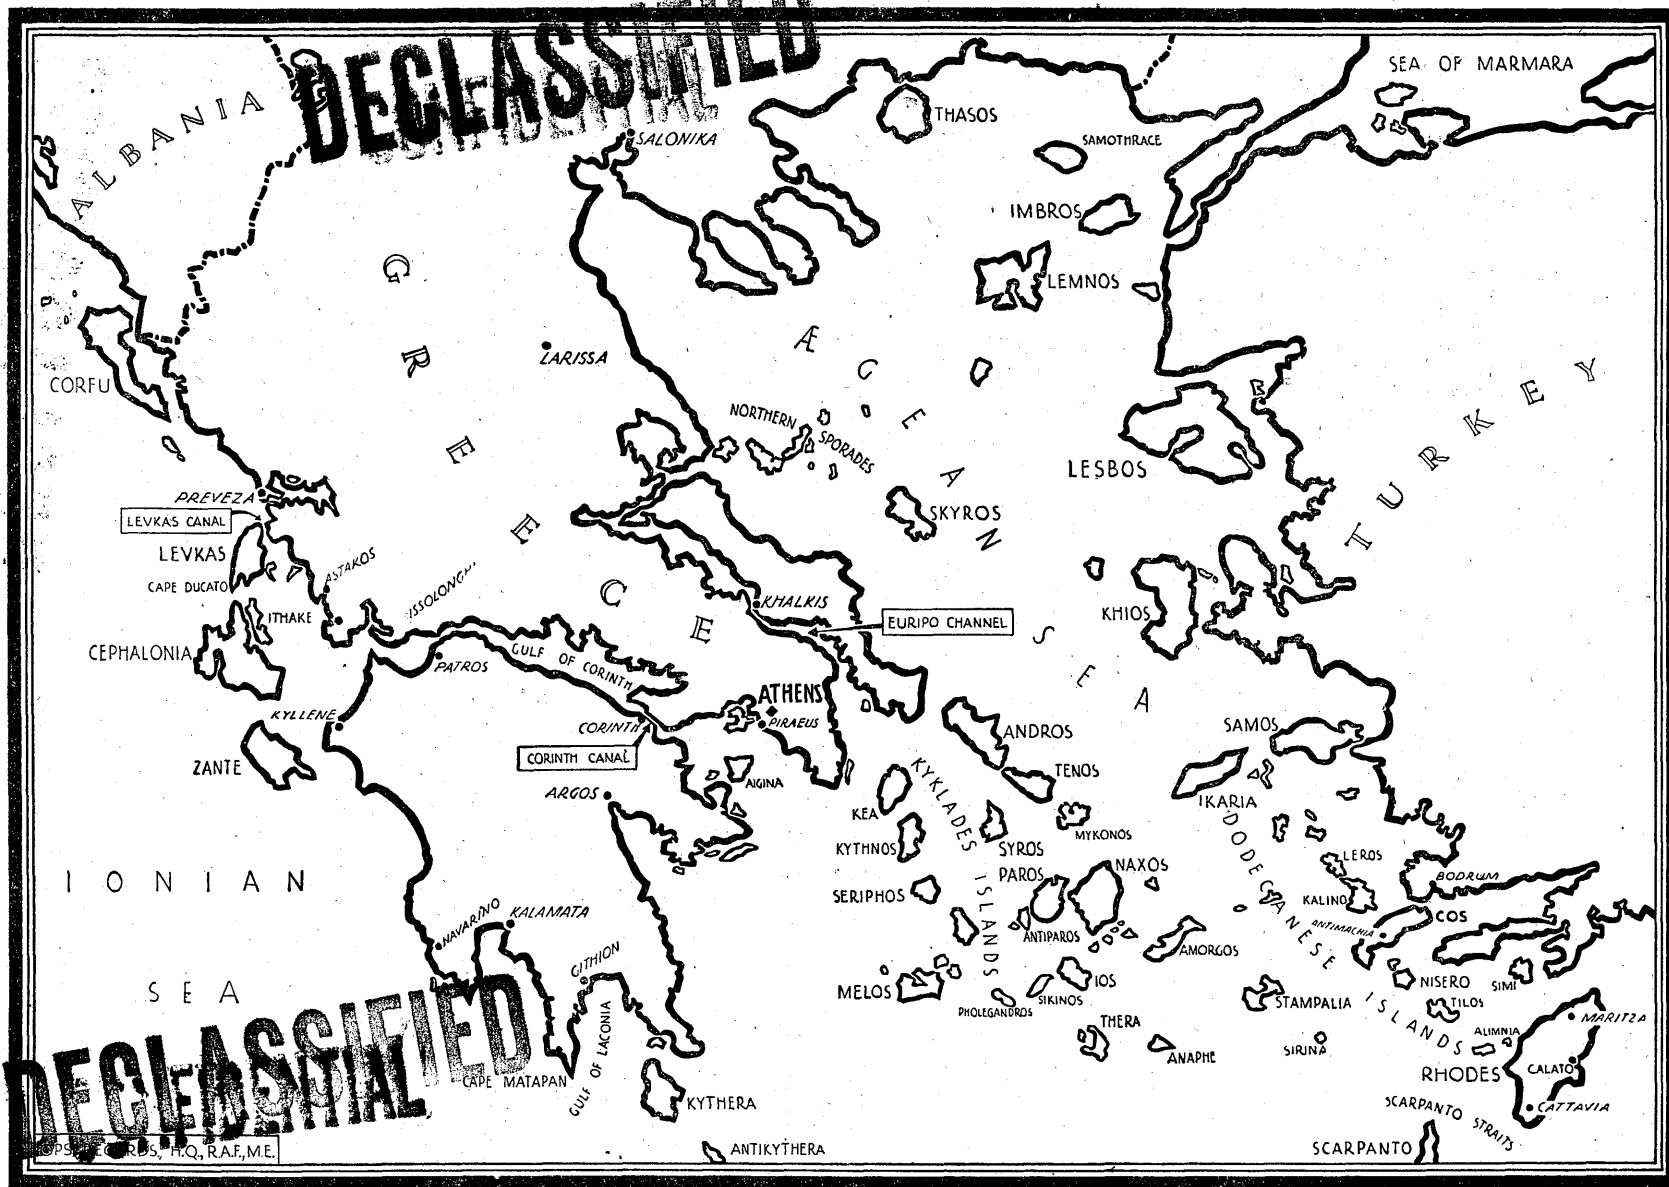 DECLASSIFIED
CONFIDENTIAL
SEA OF MARMARA
ALBANIA
THASOS
SALONIKA
SAMOTHRACE
IMBROS
LEMNOS
GREECE
LARISSA
ÆGEAN SEA
TURKEY
CORFU
NORTHERN SPORADES
LESBOS
SKYROS
PREVEZA
LEVKAS CANAL
LEVKAS
CAPE DUCATO
ASTAKOS
ISSOLONGHI
ITHAKE
KHALKIS
EURIPO CHANNEL
KHIOS
CEPHALONIA
PATROS
GULF OF CORINTH
ATHENS
PIRAEUS
KYLLENE
CORINTH
CORINTH CANAL
ZANTE
ARGOS
AIGINA
ANDROS
TENOS
SAMOS
IKARIA
KEA
KYKLADES ISLANDS
MYKONOS
KYTHNOS
SYROS
PAROS
NAXOS
SERIPHOS
ANTIPAROS
AMORGOS
DODECANESE ISLANDS
LEROS
KALINO
BODRUM
ANTIMACHIA
COS
IONIAN SEA
NAVARINO
KALAMATA
GITHION
MELOS
PHOLEGANDROS
SIKINOS
IOS
THERA
ANAPHE
STAMPALIA
SIRINA
NISERO
SIMI
TILOS
ALIMNIA
MARITZA
RHODES
CALATO
CATTAVIA
SCARPANTO STRAITS
SCARPANTO
DECLASSIFIED
CONFIDENTIAL
CAPE MATAPAN
GULF OF LACONIA
KYTHERA
ANTIKYTHERA
RECORDS, H.Q., R.A.F., M.E.